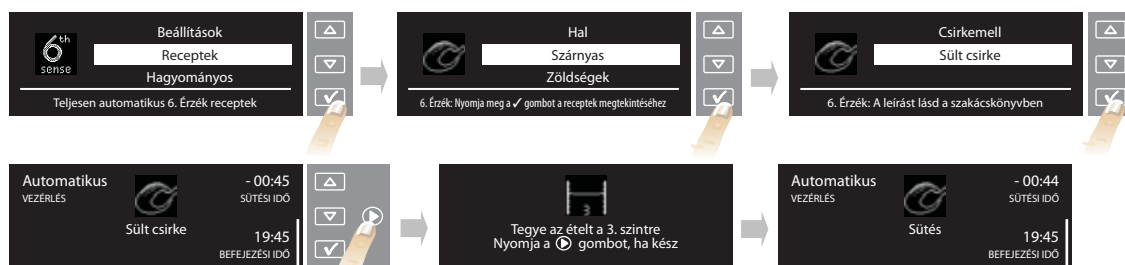 6th
sense
Beállítások
Receptek
Hagyományos
Teljesen automatikus 6. Érzék receptek
Hal
Szárnyas
Zöldségek
6. Érzék: Nyomja meg a ✓ gombot a receptek megtekintéséhez
Csirkemell
Sült csirke
6. Érzék: A leírást lásd a szakácskönyvben
Automatikus
VEZÉRLÉS
Sült csirke
- 00:45
SÜTÉSI IDŐ
19:45
BEFEJEZÉSI IDŐ
3
Tegye az ételt a 3. szintre
Nyomja a gombot, ha kész
Automatikus
VEZÉRLÉS
Sütés
- 00:44
SÜTÉSI IDŐ
19:45
BEFEJEZÉSI IDŐ